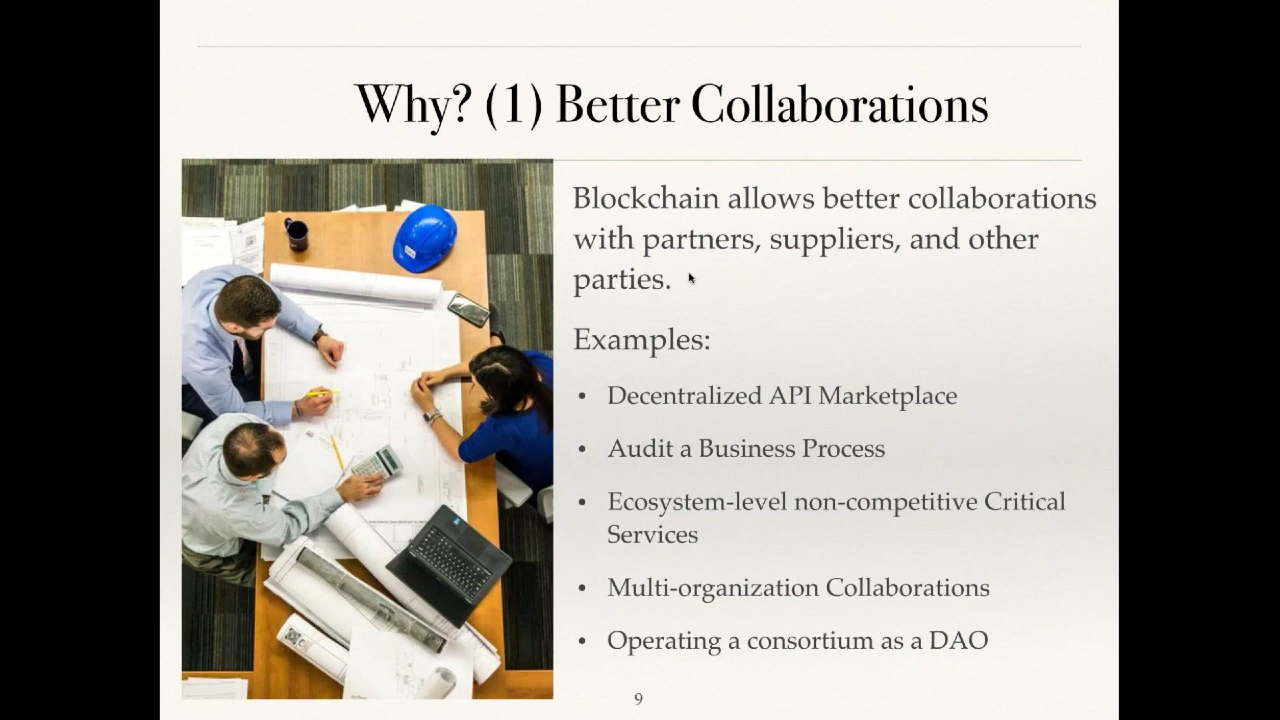 Why? (1) Better Collaborations
Blockchain allows better collaborations
with partners, suppliers, and other
parties.
Examples:
• Decentralized API Marketplace
• Audit a Business Process
• Ecosystem-level non-competitive Critical
Services
• Multi-organization Collaborations
• Operating a consortium as a DAO
9